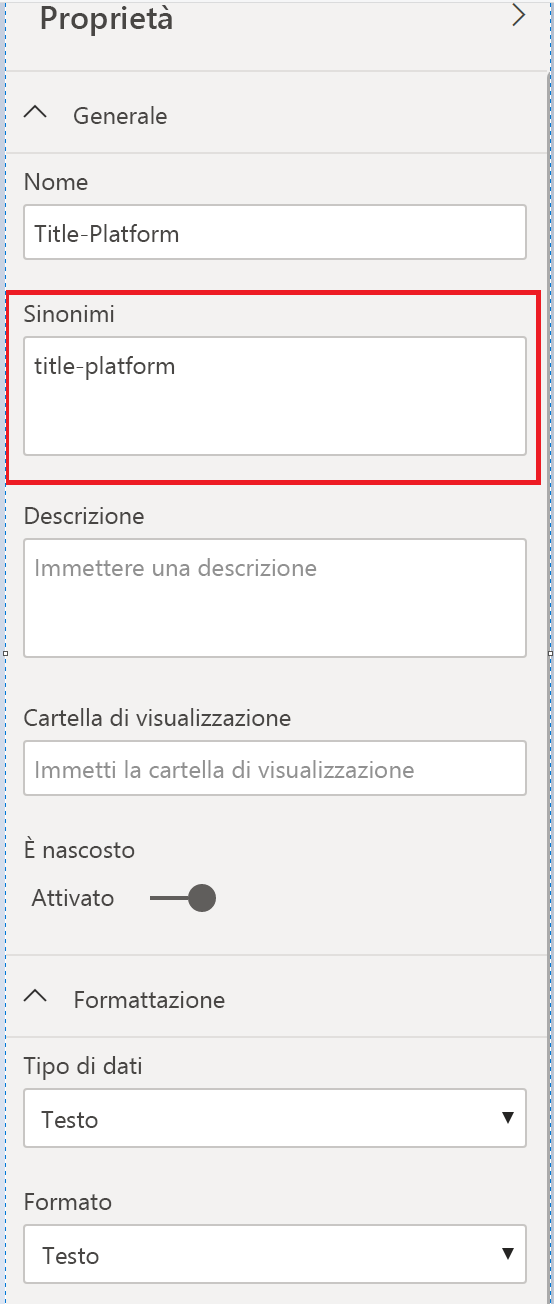 Proprietà
Generale
Nome
Title-Platform
Sinonimi
title-platform
Descrizione
Immettere una descrizione
Cartella di visualizzazione
Immetti la cartella di visualizzazione
È nascosto
Attivato
Formattazione
Tipo di dati
Testo
Formato
Testo